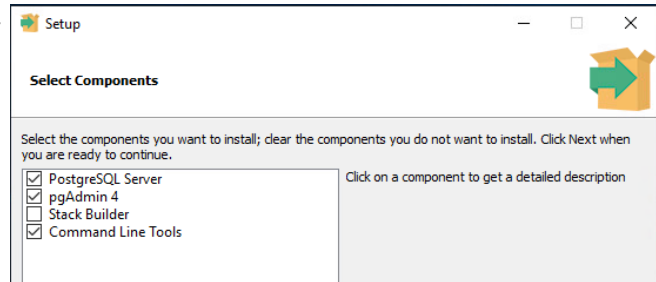 Setup
Select Components
Select the components you want to install; clear the components you do not want to install. Click Next when
you are ready to continue.
PostgreSQL Server
pgAdmin 4
Stack Builder
Command Line Tools
Click on a component to get a detailed description